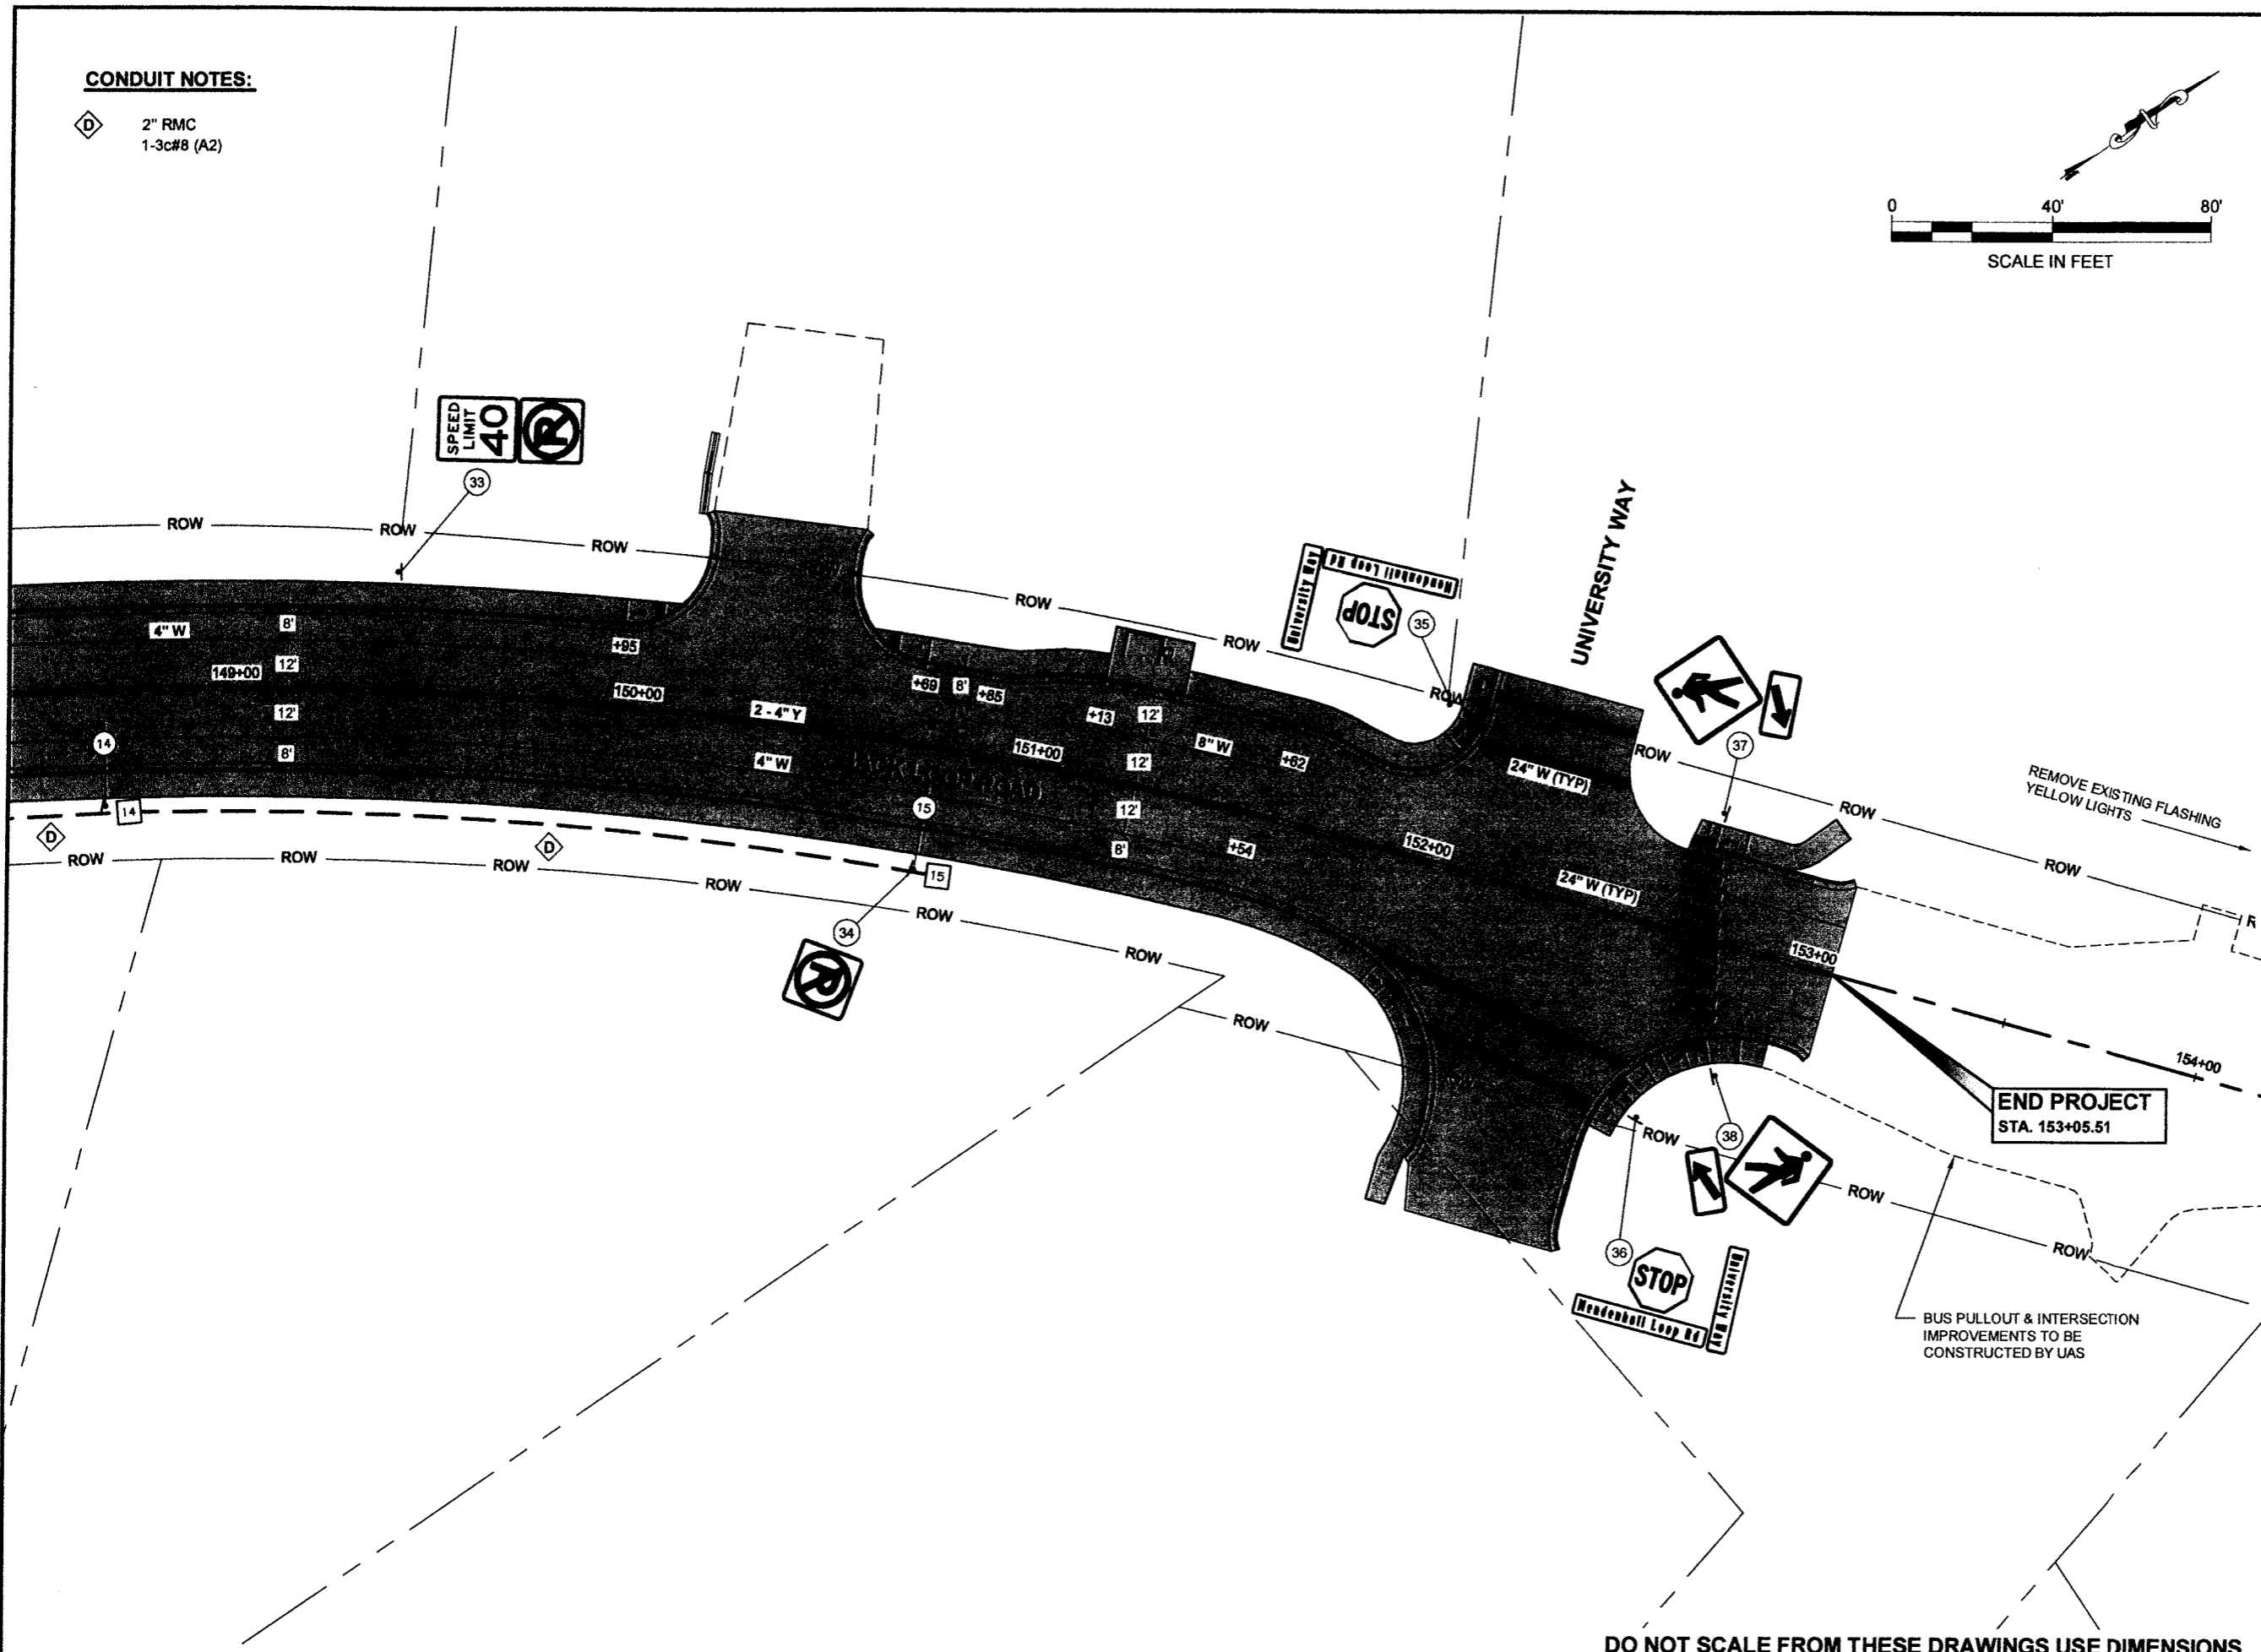 CONDUIT NOTES:
D
2" RMC
1-3c#8 (A2)
0 40' 80'
SCALE IN FEET
SPEED
LIMIT
40
R
33
ROW
ROW
ROW
ROW
ROW
ROW
4" W
8'
12'
149+00
12'
8'
14
14
D
D
+95
150+00
2 - 4" Y
4" W
+69
8'
+85
151+00
+13
12'
12'
12'
8'
8" W
+62
+54
15
15
BACK LOOP ROAD
34
R
ROW
ROW
ROW
ROW
ROW
ROW
ROW
University Way
Mendenhall Loop Rd
STOP
35
UNIVERSITY WAY
24" W (TYP)
152+00
24" W (TYP)
37
ROW
ROW
ROW
REMOVE EXISTING FLASHING
YELLOW LIGHTS
R
153+00
154+00
END PROJECT
STA. 153+05.51
ROW
38
ROW
ROW
36
STOP
Mendenhall Loop Rd
University Way
BUS PULLOUT & INTERSECTION
IMPROVEMENTS TO BE
CONSTRUCTED BY UAS
DO NOT SCALE FROM THESE DRAWINGS USE DIMENSIONS